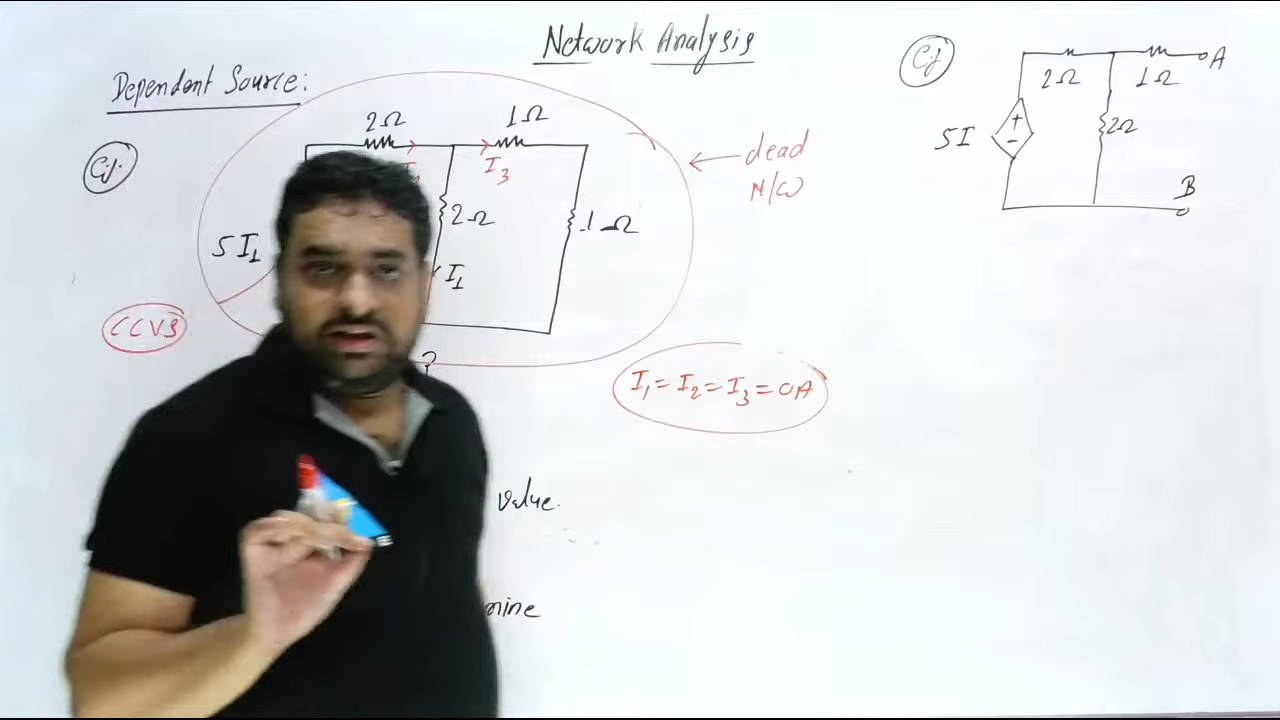 Network Analysis
Dependent Source:
Eg.
2Ω
1Ω
I3
2Ω
1Ω
5I1
I1
CCVS
dead
N/W
I1 = I2 = I3 = 0A
value.
Eg
2Ω
1Ω
A
5I
+
-
2Ω
B